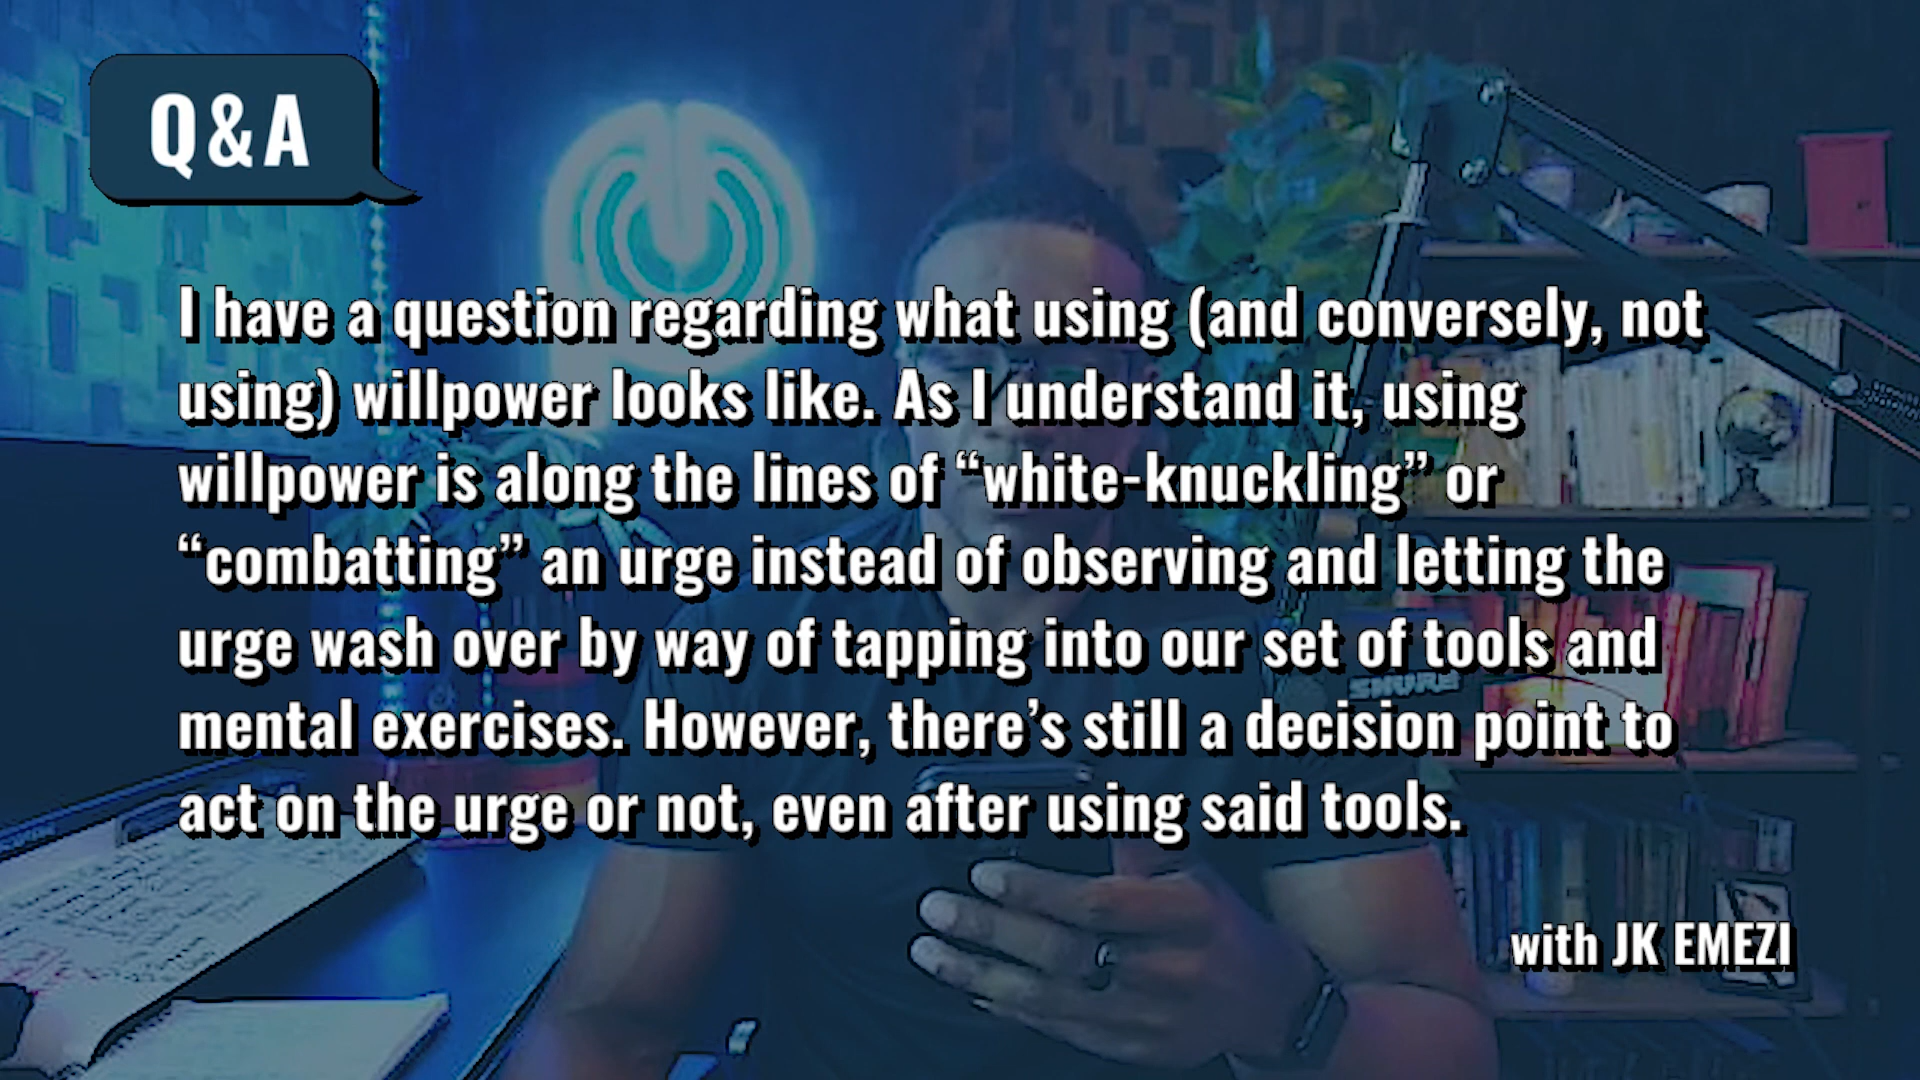 Q&A
I have a question regarding what using (and conversely, not
using) willpower looks like. As I understand it, using
willpower is along the lines of “white-knuckling” or
“combatting” an urge instead of observing and letting the
urge wash over by way of tapping into our set of tools and
mental exercises. However, there’s still a decision point to
act on the urge or not, even after using said tools.
SHURE
with JK EMEZI